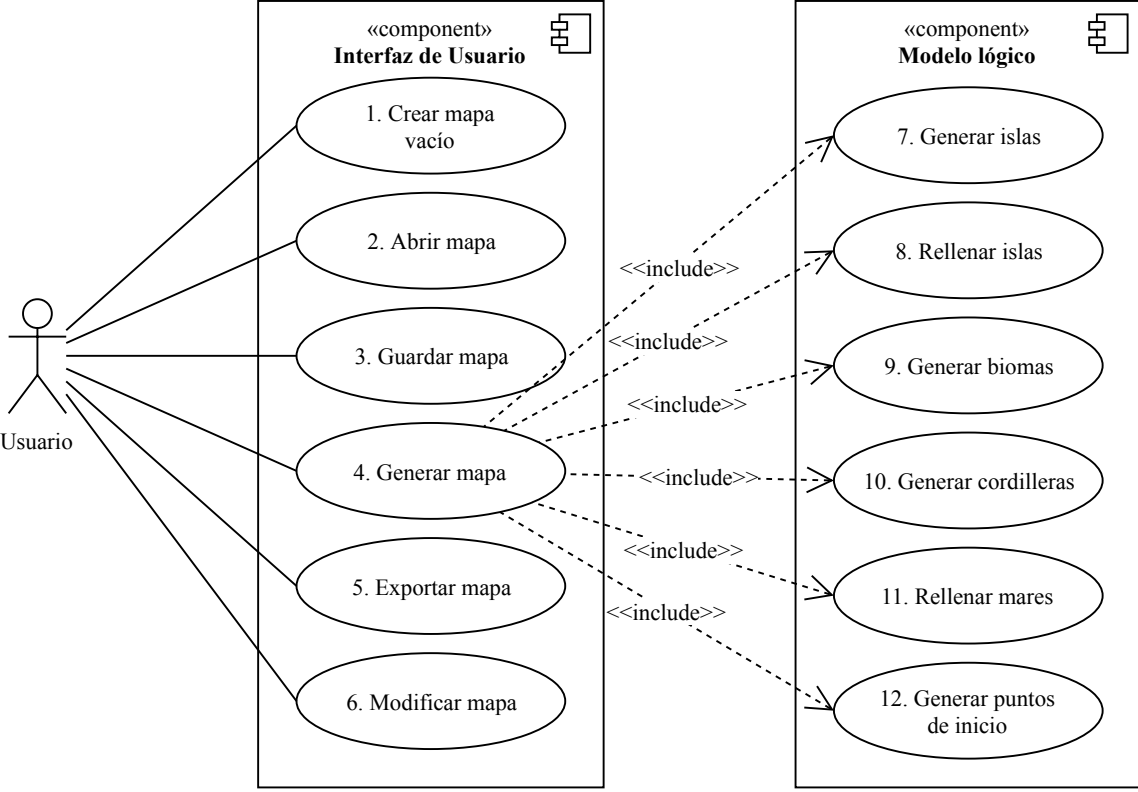 «component»
Interfaz de Usuario
1. Crear mapa
vacío
2. Abrir mapa
3. Guardar mapa
4. Generar mapa
5. Exportar mapa
6. Modificar mapa
Usuario
<<include>>
<<include>>
<<include>>
<<include>>
<<include>>
<<include>>
«component»
Modelo lógico
7. Generar islas
8. Rellenar islas
9. Generar biomas
10. Generar cordilleras
11. Rellenar mares
12. Generar puntos
de inicio